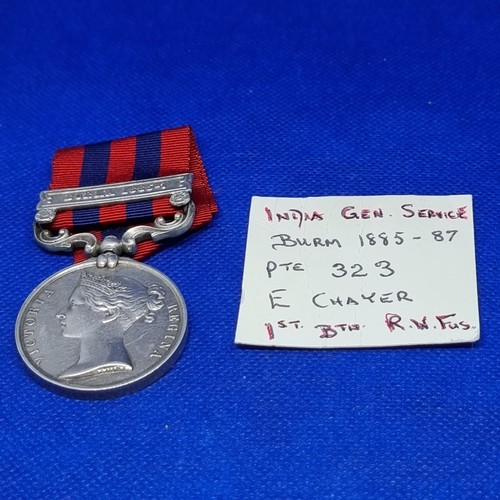 INDIA GEN. SERVICE
BURM 1885-87
PTE 323
E CHAYER
1ST. BTN. R.W.FUS.
VICTORIA REGINA